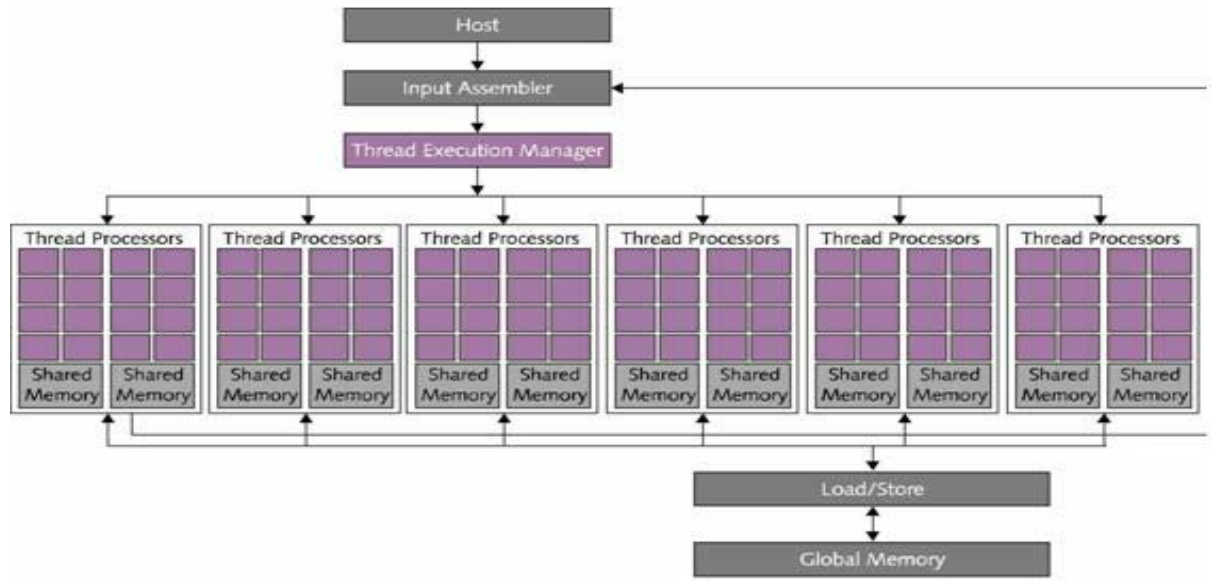 Host
Input Assembler
Thread Execution Manager
Thread Processors
Thread Processors
Thread Processors
Thread Processors
Thread Processors
Thread Processors
Shared
Memory
Shared
Memory
Shared
Memory
Shared
Memory
Shared
Memory
Shared
Memory
Shared
Memory
Shared
Memory
Shared
Memory
Shared
Memory
Shared
Memory
Shared
Memory
Load/Store
Global Memory